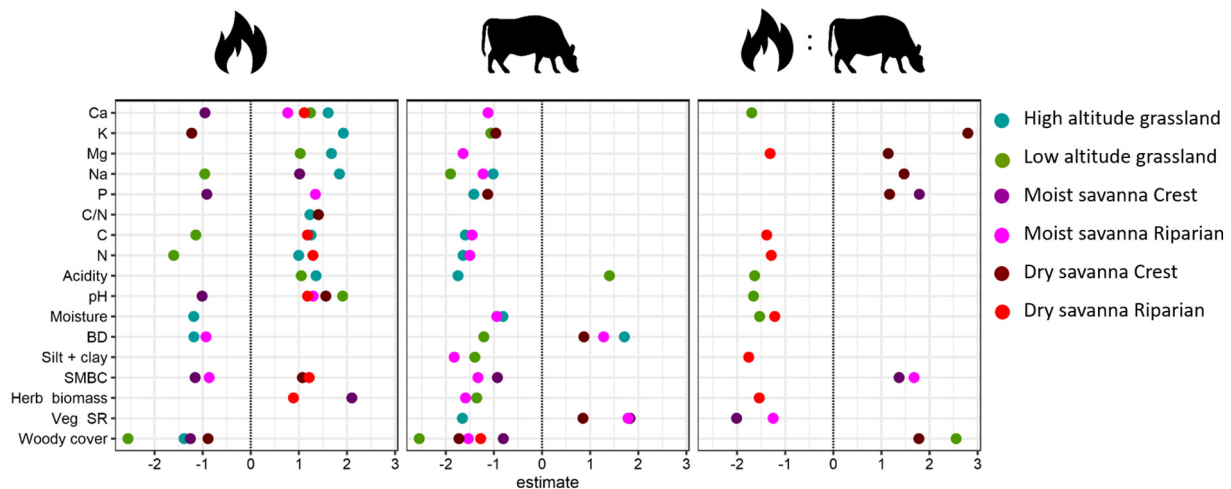 :
Ca
K
Mg
Na
P
C/N
C
N
Acidity
pH
Moisture
BD
Silt + clay
SMBC
Herb biomass
Veg SR
Woody cover
-2 -1 0 1 2 3
-2 -1 0 1 2 3
-2 -1 0 1 2 3
estimate
High altitude grassland
Low altitude grassland
Moist savanna Crest
Moist savanna Riparian
Dry savanna Crest
Dry savanna Riparian